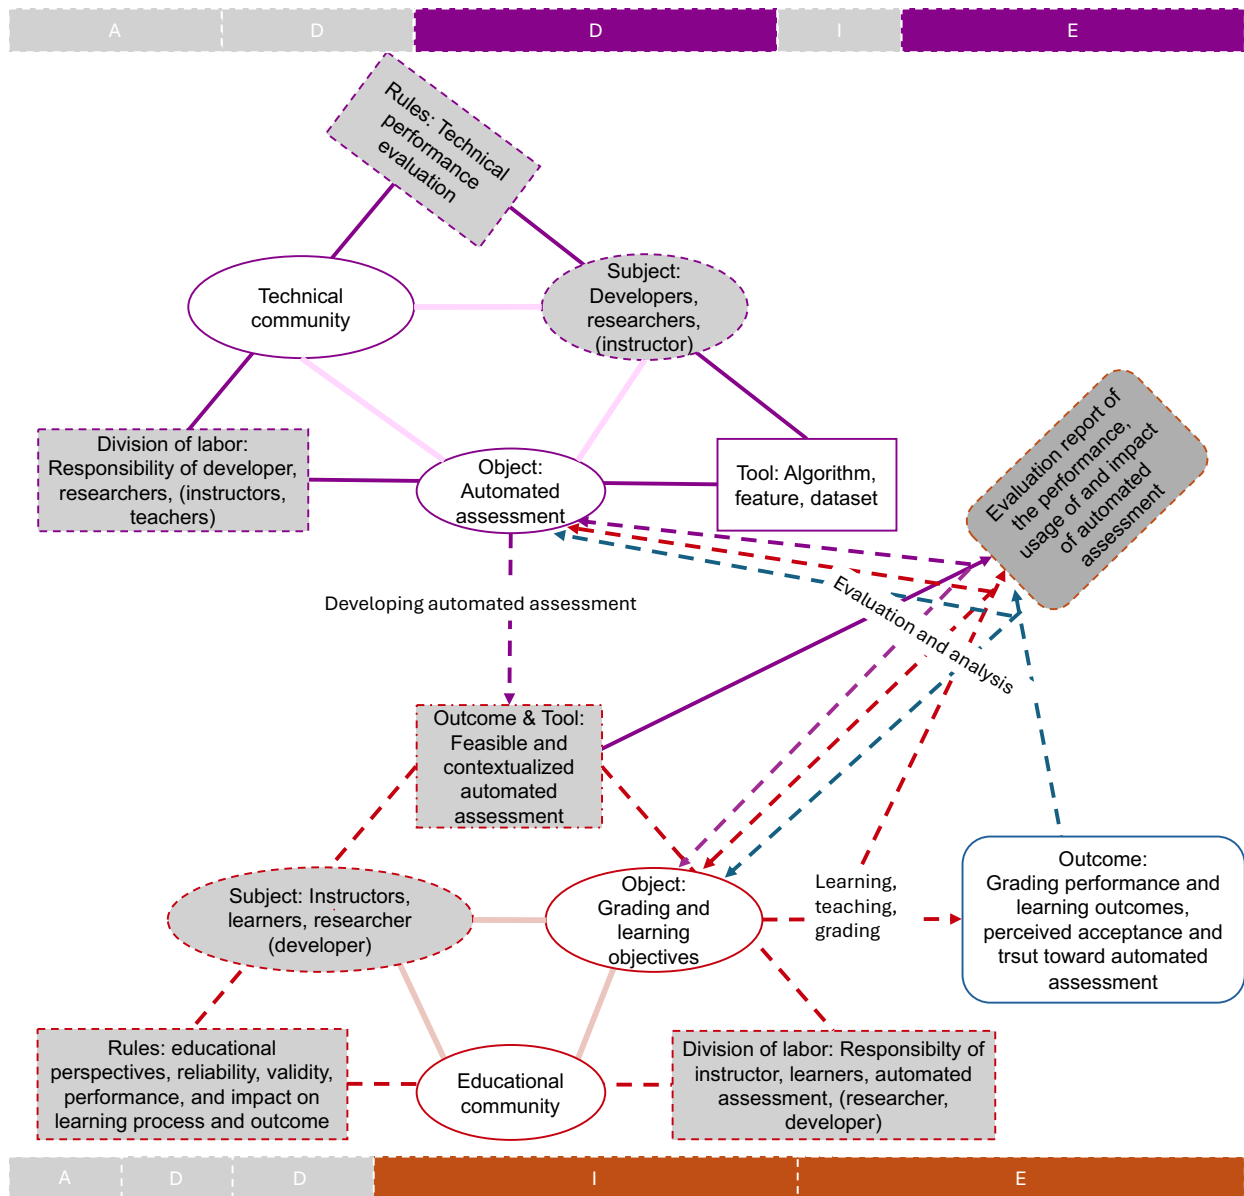 A
D
D
I
E
Rules: Technical
performance
evaluation
Technical
community
Subject:
Developers,
researchers,
(instructor)
Division of labor:
Responsibility of developer,
researchers, (instructors,
teachers)
Object:
Automated
assessment
Tool: Algorithm,
feature, dataset
Evaluation report of
the performance,
usage of and impact
of automated
assessment
Developing automated assessment
Evaluation and analysis
Outcome & Tool:
Feasible and
contextualized
automated
assessment
Subject: Instructors,
learners, researcher
(developer)
Object:
Grading and
learning
objectives
Learning,
teaching,
grading
Outcome:
Grading performance and
learning outcomes,
perceived acceptance and
trsut toward automated
assessment
Rules: educational
perspectives, reliability, validity,
performance, and impact on
learning process and outcome
Educational
community
Division of labor: Responsibilty of
instructor, learners, automated
assessment, (researcher,
developer)
A
D
D
I
E